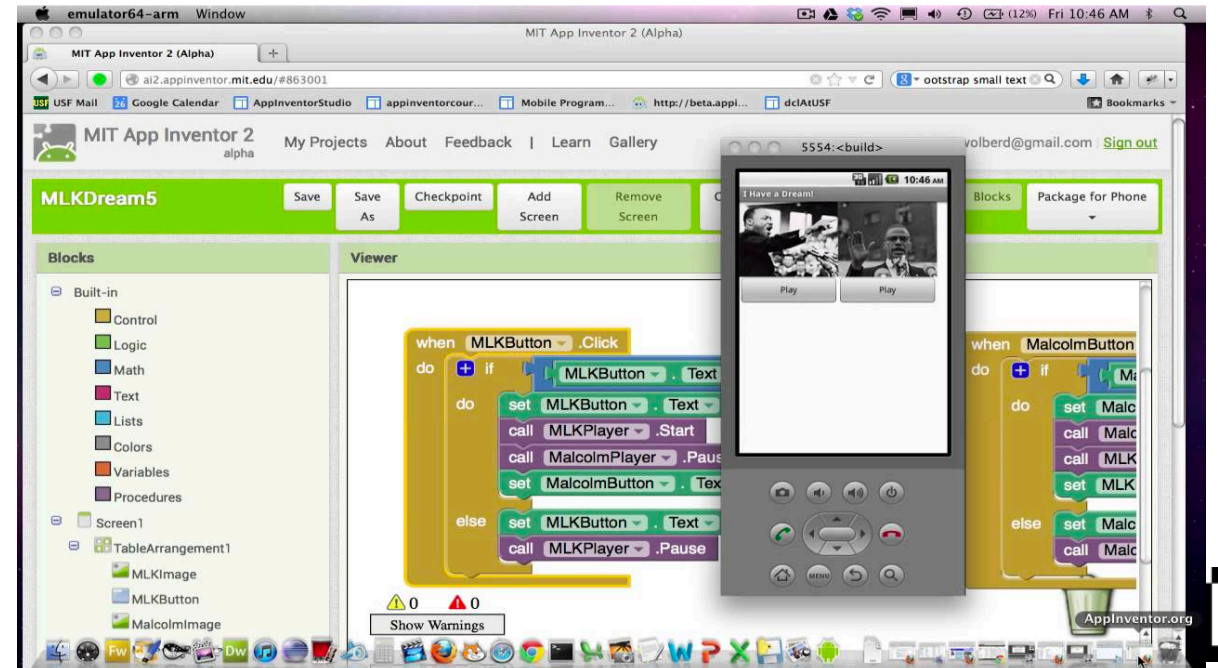 emulator64-arm Window (12%) Fri 10:46 AM
MIT App Inventor 2 (Alpha)
MIT App Inventor 2 (Alpha) +
ai2.appinventor.mit.edu/#863001 ootstrap small text
USF Mail Google Calendar AppInventorStudio appinventorcour... Mobile Program... http://beta.appi... dclAtUSF Bookmarks
MIT App Inventor 2
alpha
My Projects About Feedback | Learn Gallery
wolberd@gmail.com Sign out
5554:<build>
MLKDream5
Save
Save As
Checkpoint
Add Screen
Remove Screen
Blocks
Package for Phone
10:46 AM
I Have a Dream!
Play Play
MENU
Blocks
Built-in
Control
Logic
Math
Text
Lists
Colors
Variables
Procedures
Screen1
TableArrangement1
MLKImage
MLKButton
MalcolmImage
Viewer
when MLKButton .Click
do if MLKButton . Text
do set MLKButton . Text
call MLKPlayer .Start
call MalcolmPlayer .Paus
set MalcolmButton . Tex
else set MLKButton . Text
call MLKPlayer .Pause
when MalcolmButton
do if Ma
do set Malc
call Malc
call MLK
set MLK
else set Malc
call Malc
0 0
Show Warnings
AppInventor.org
Fw Dw W P X